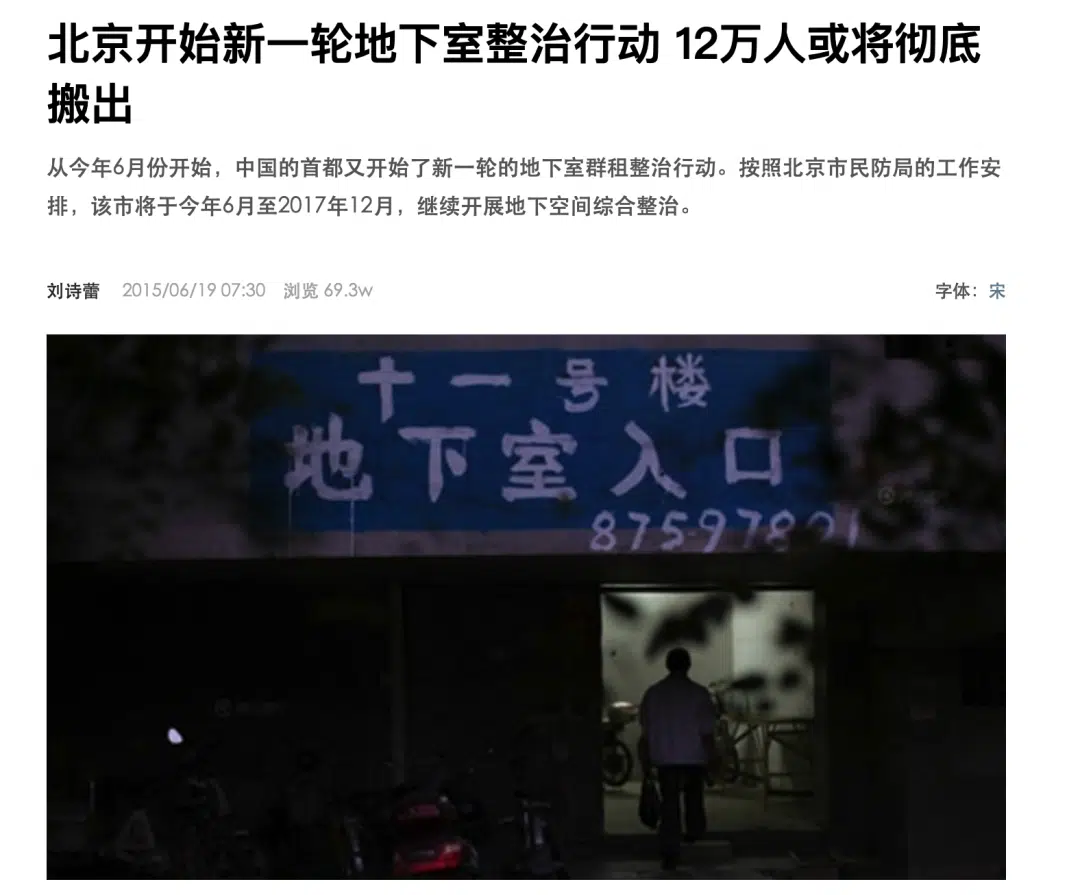 北京开始新一轮地下室整治行动 12万人或将彻底
搬出
从今年6月份开始，中国的首都又开始了新一轮的地下室群租整治行动。按照北京市民防局的工作安
排，该市将于今年6月至2017年12月，继续开展地下空间综合整治。
刘诗蕾 2015/06/19 07:30 浏览 69.3w 字体：宋
十一号楼
地下室入口